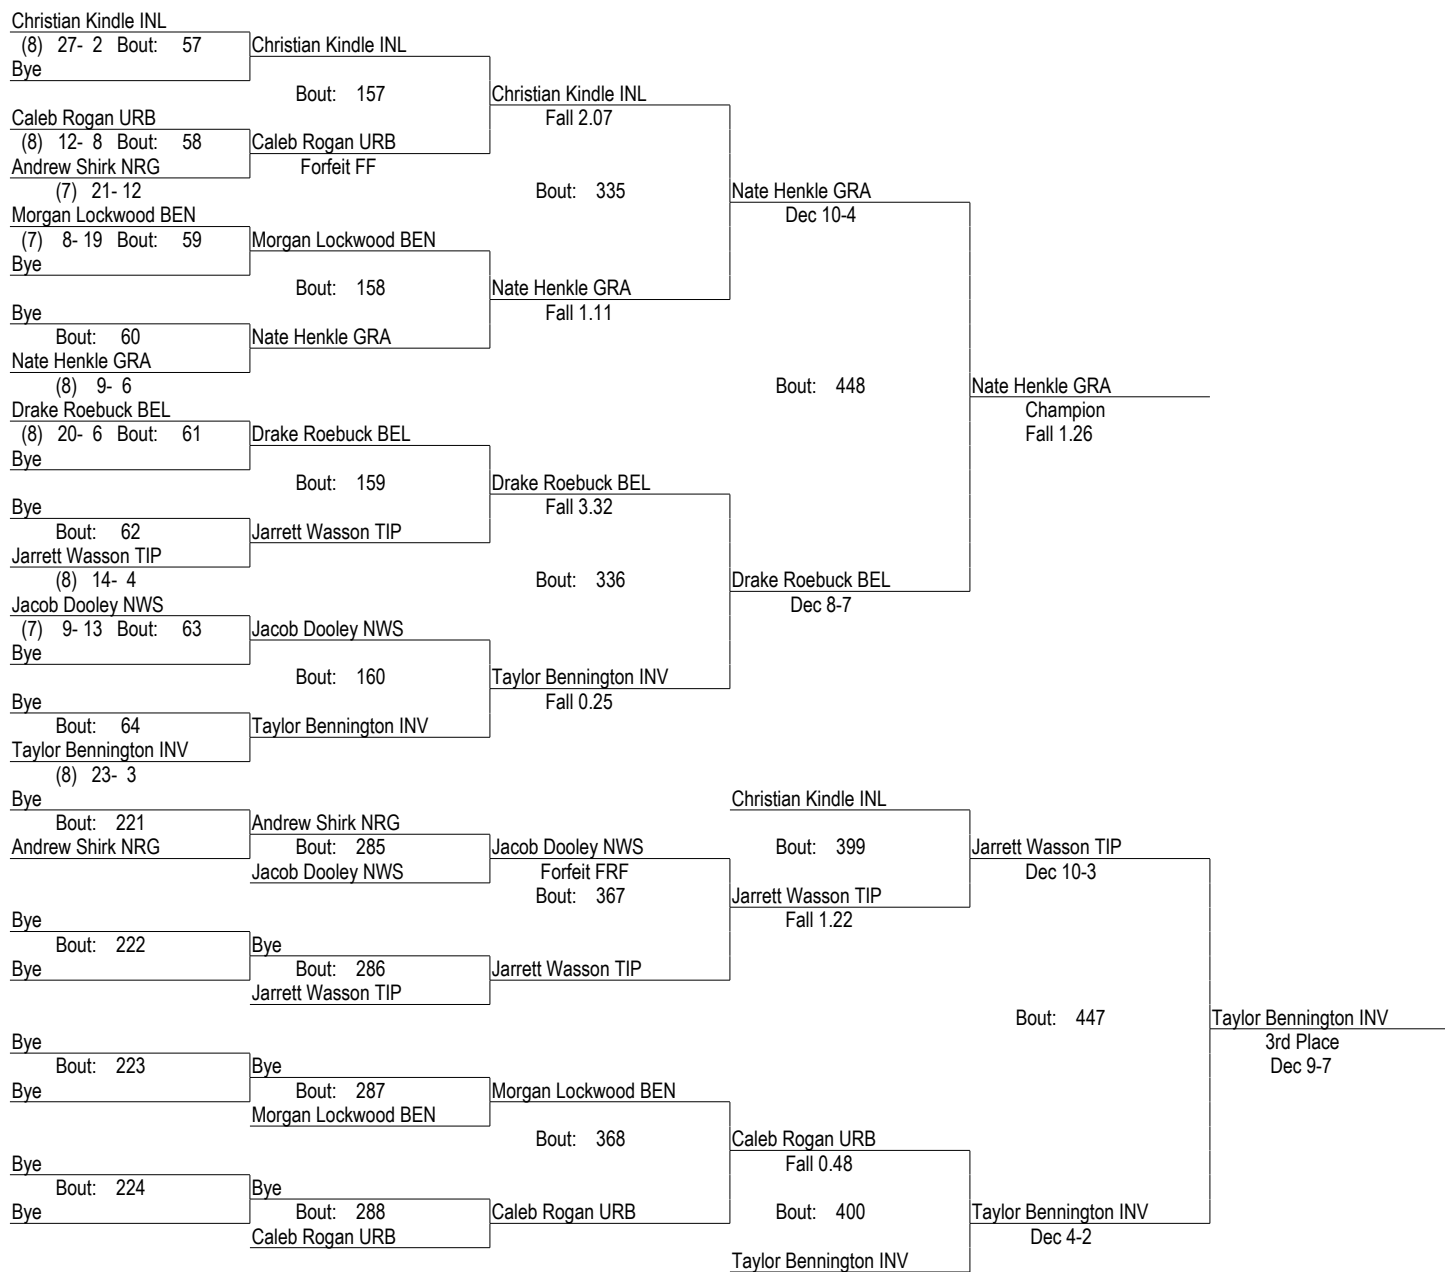 Christian Kindle INL
(8) 27- 2 Bout: 57 Christian Kindle INL
Bye
Bout: 157 Christian Kindle INL
Caleb Rogan URB Fall 2.07
(8) 12- 8 Bout: 58 Caleb Rogan URB
Andrew Shirk NRG Forfeit FF
(7) 21- 12 Bout: 335 Nate Henkle GRA
Morgan Lockwood BEN Dec 10-4
(7) 8- 19 Bout: 59 Morgan Lockwood BEN
Bye
Bout: 158 Nate Henkle GRA
Bye Fall 1.11
Bout: 60 Nate Henkle GRA
Nate Henkle GRA
(8) 9- 6 Bout: 448 Nate Henkle GRA
Drake Roebuck BEL Champion
(8) 20- 6 Bout: 61 Drake Roebuck BEL Fall 1.26
Bye
Bout: 159 Drake Roebuck BEL
Bye Fall 3.32
Bout: 62 Jarrett Wasson TIP
Jarrett Wasson TIP
(8) 14- 4 Bout: 336 Drake Roebuck BEL
Jacob Dooley NWS Dec 8-7
(7) 9- 13 Bout: 63 Jacob Dooley NWS
Bye
Bout: 160 Taylor Bennington INV
Bye Fall 0.25
Bout: 64 Taylor Bennington INV
Taylor Bennington INV
(8) 23- 3
Bye Christian Kindle INL
Bout: 221 Andrew Shirk NRG
Andrew Shirk NRG Bout: 285 Jacob Dooley NWS Bout: 399 Jarrett Wasson TIP
Jacob Dooley NWS Forfeit FRF Dec 10-3
Bout: 367 Jarrett Wasson TIP
Bye Fall 1.22
Bout: 222 Bye
Bye Bout: 286 Jarrett Wasson TIP
Jarrett Wasson TIP
Bout: 447 Taylor Bennington INV
Bye 3rd Place
Bout: 223 Bye Dec 9-7
Bye Bout: 287 Morgan Lockwood BEN
Morgan Lockwood BEN
Bout: 368 Caleb Rogan URB
Bye Fall 0.48
Bout: 224 Bye
Bye Bout: 288 Caleb Rogan URB Bout: 400 Taylor Bennington INV
Caleb Rogan URB Dec 4-2
Taylor Bennington INV